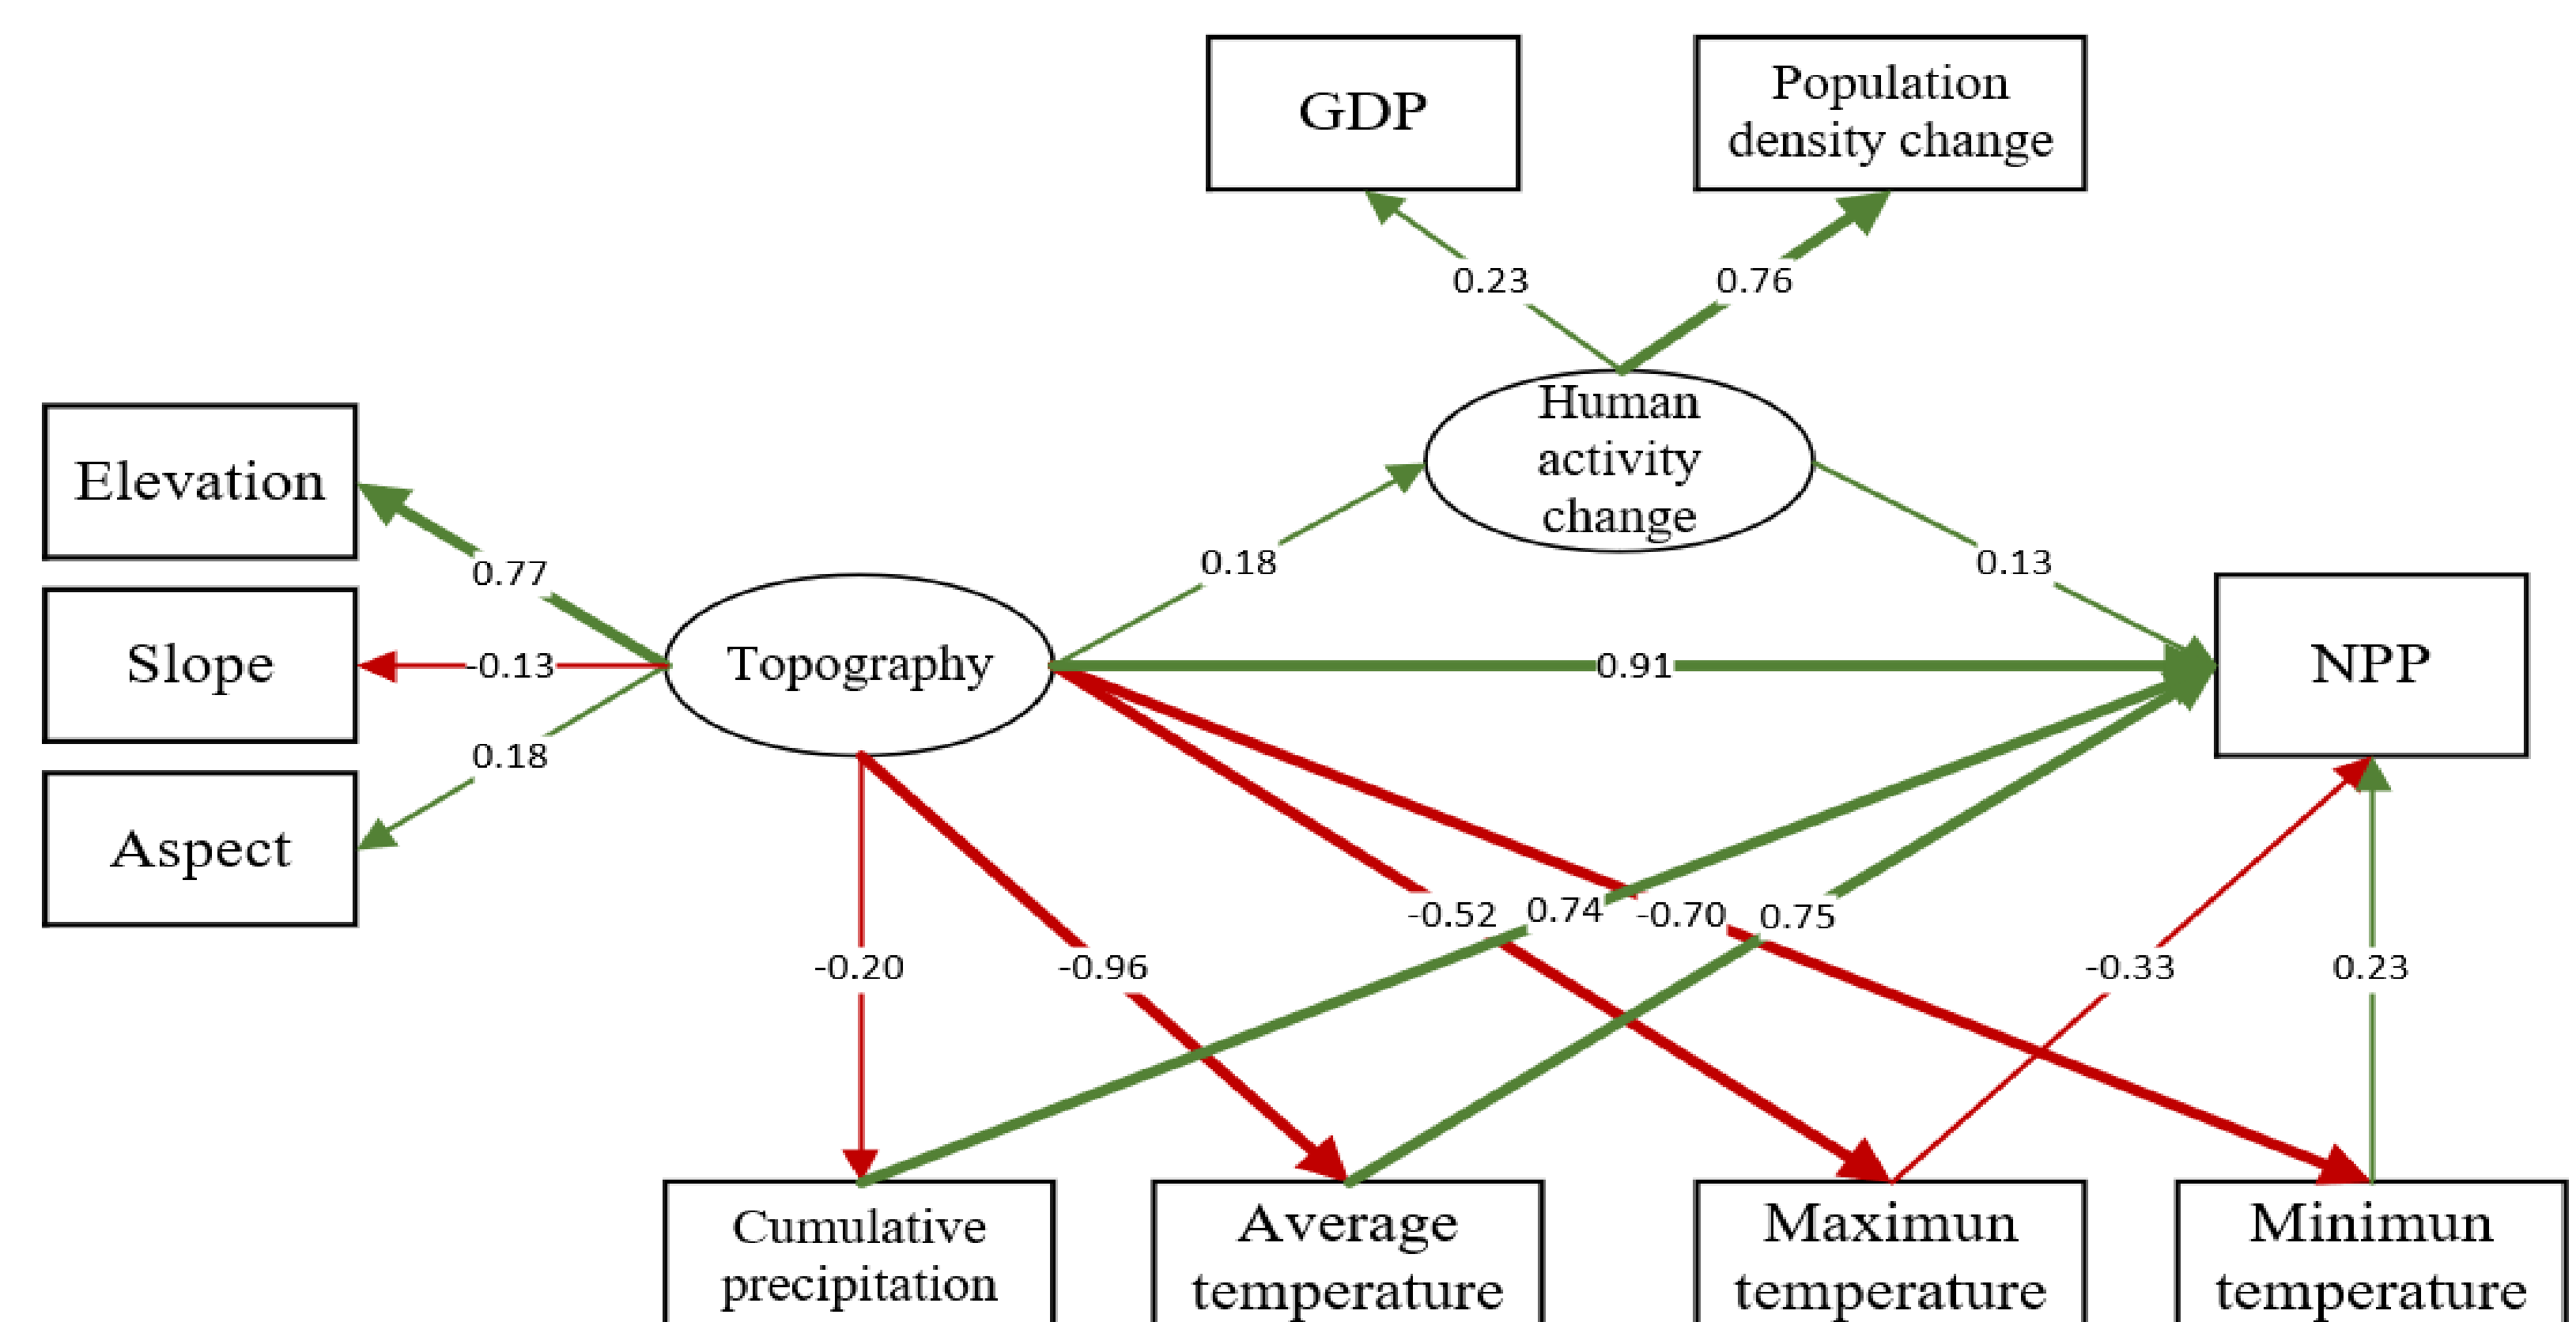 GDP
Population
density change
0.23
0.76
Human
activity
change
Elevation
0.77
0.18
0.13
Slope
-0.13
Topography
0.91
NPP
0.18
Aspect
-0.52
0.74
-0.70
0.75
-0.20
-0.96
-0.33
0.23
Cumulative
precipitation
Average
temperature
Maximun
temperature
Minimun
temperature